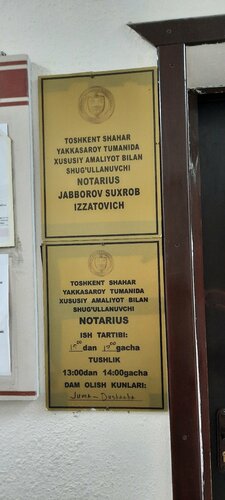 TOSHKENT SHAHAR
YAKKASAROY TUMANIDA
XUSUSIY AMALIYOT BILAN
SHUG'ULLANUVCHI
NOTARIUS
JABBOROV SUXROB
IZZATOVICH
TOSHKENT SHAHAR
YAKKASAROY TUMANIDA
XUSUSIY AMALIYOT BILAN
SHUG'ULLANUVCHI
NOTARIUS
ISH TARTIBI:
dan gacha
TUSHLIK
13:00dan 14:00gacha
DAM OLISH KUNLARI:
Juma - Dushanba